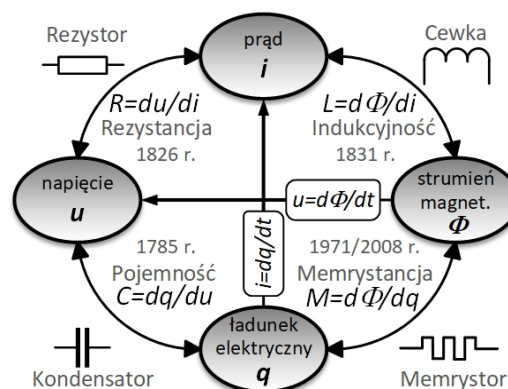 Rezystor
prąd
i
Cewka
R=du/di
Rezystancja
1826 r.
L=dΦ/di
Indukcyjność
1831 r.
napięcie
u
u=dΦ/dt
strumień
magnet.
Φ
i=dq/dt
1785 r.
Pojemność
C=dq/du
1971/2008 r.
Memrystancja
M=dΦ/dq
ładunek
elektryczny
q
Kondensator
Memrystor